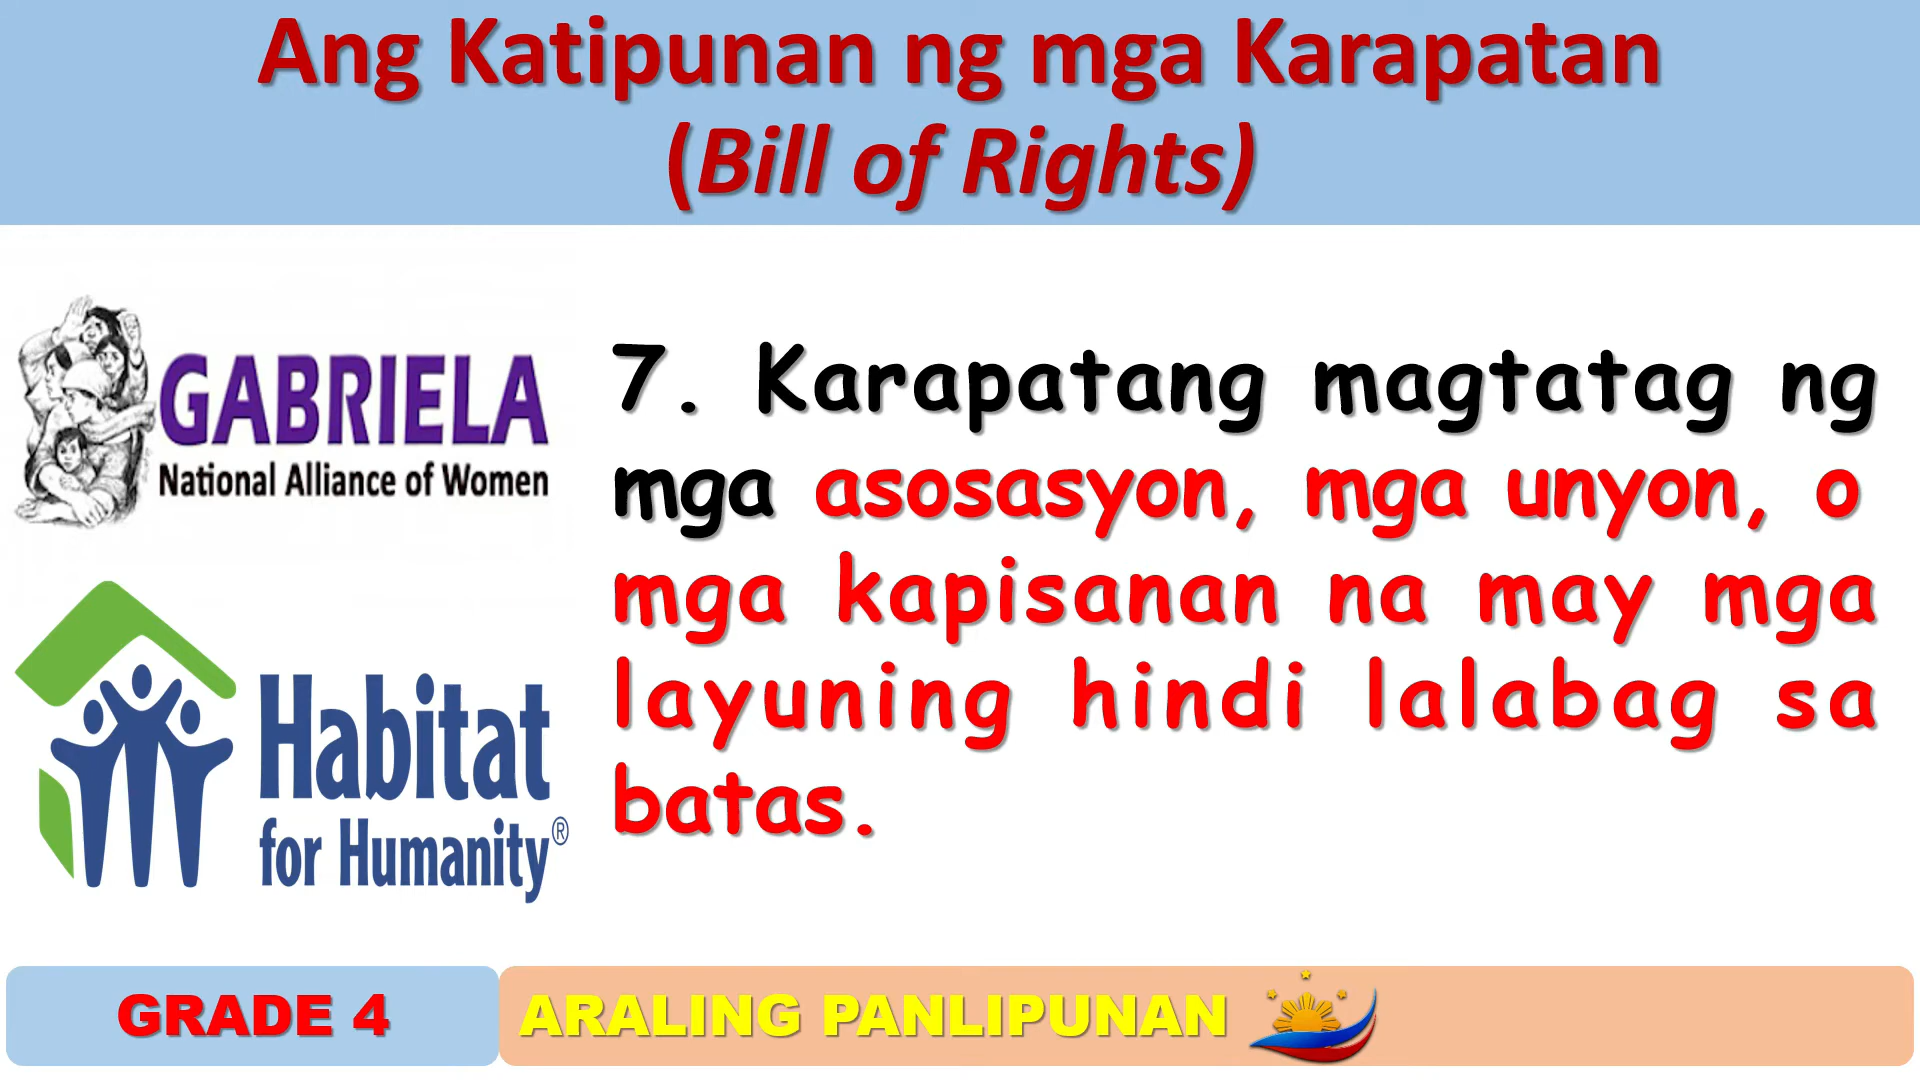 Ang Katipunan ng mga Karapatan
(Bill of Rights)
GABRIELA
National Alliance of Women
Habitat
for Humanity®
7. Karapatang magtatag ng
mga asosasyon, mga unyon, o
mga kapisanan na may mga
layuning hindi lalabag sa
batas.
GRADE 4
ARALING PANLIPUNAN